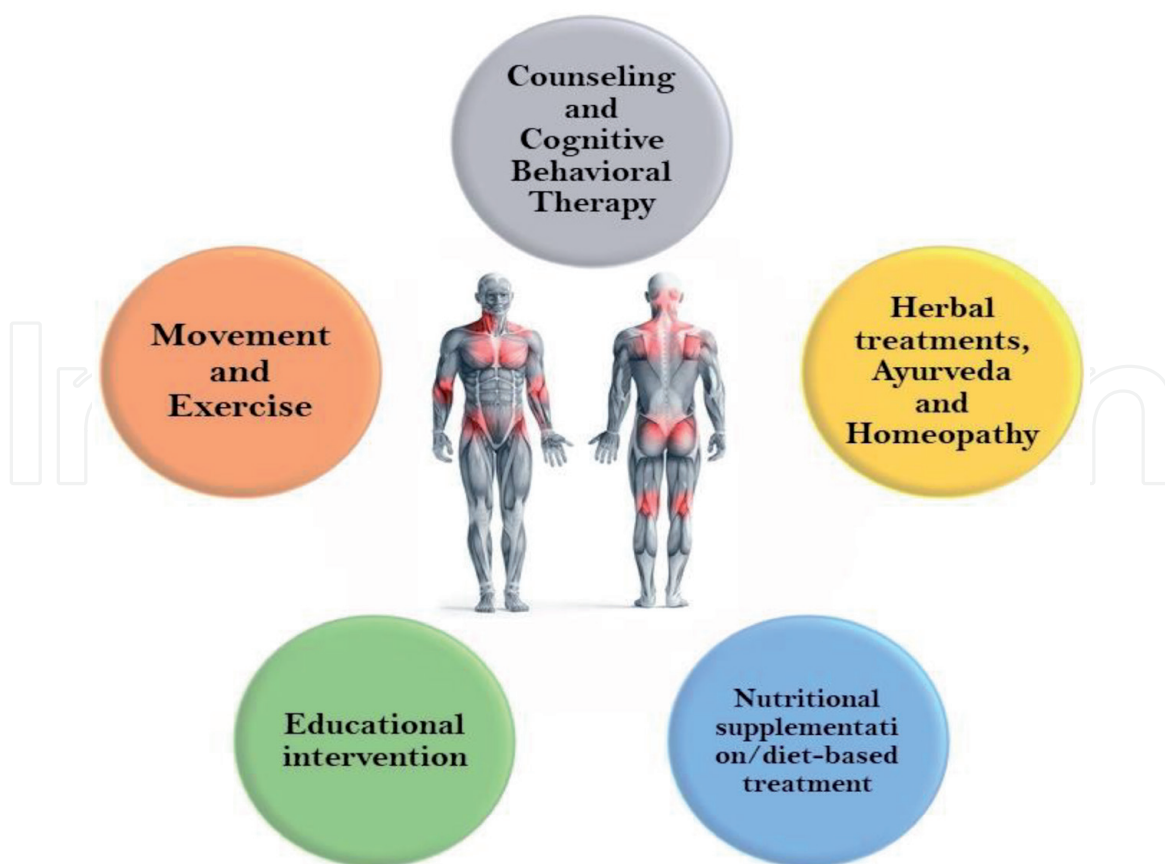 Counseling
and
Cognitive
Behavioral
Therapy
Movement
and
Exercise
Herbal
treatments,
Ayurveda
and
Homeopathy
Educational
intervention
Nutritional
supplementati
on/diet-based
treatment